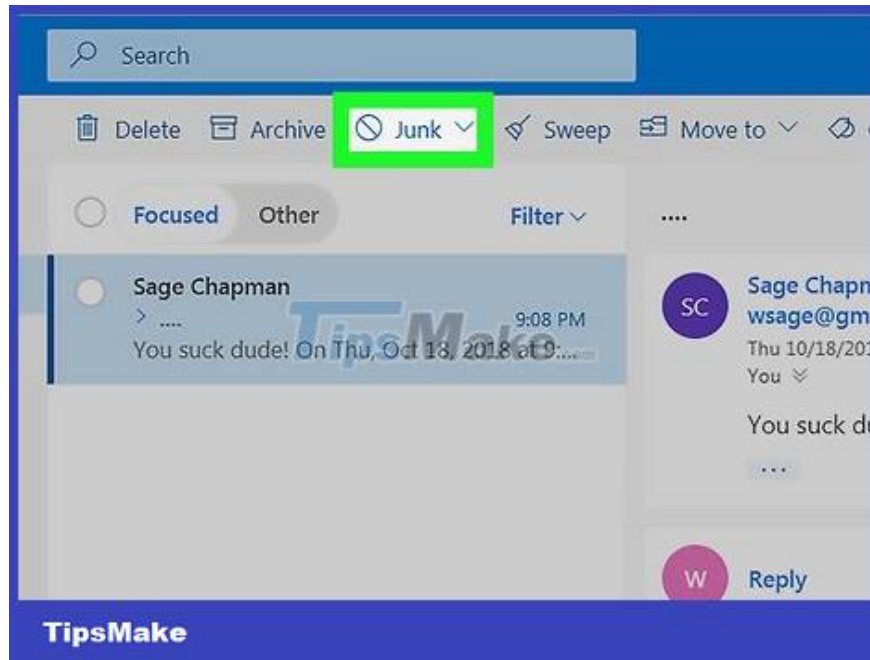 Search
Delete Archive Junk Sweep Move to
Focused Other Filter
....
Sage Chapman
> ....
9:08 PM
You suck dude! On Thu, Oct 18, 2018 at 9:...
TipsMake.com
SC
Sage Chapm
wsage@gm
Thu 10/18/201
You
You suck du
...
W
Reply
TipsMake